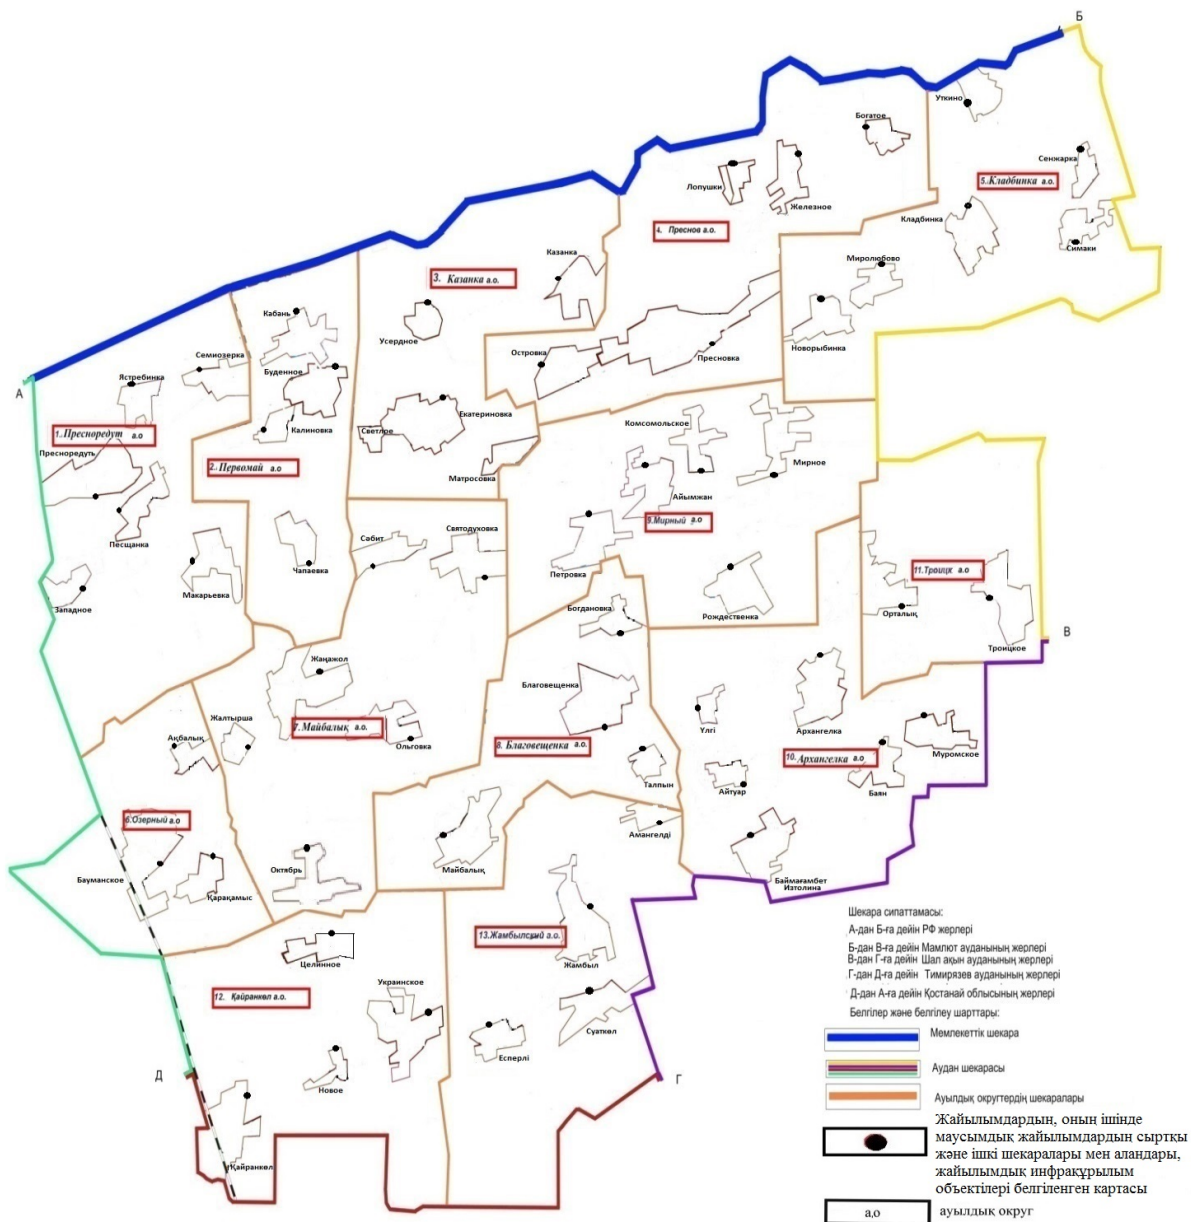 Б
Уткино
Богатое
Сенжарка
Лопушки
Железное
5.Кладбинка а.о.
Кладбинка
4. Преснов а.о.
Симаки
Казанка
Миролюбово
3. Казанка а.о.
Кабань
Усердное
Новорыбинка
Семиозерка
Островка
Пресновка
Ястребинка
Буденное
А
Екатериновка
Комсомольское
Светлое
Калиновка
1.Пресноредут а.о
Пресноредуть
2. Первомай а.о
Матросовка
Мирное
Айымжан
9.Мирный а.о
Песщанка
Сәбит
Святодуховка
Чапаевка
Петровка
11.Троицк а.о
Западное
Макарьевка
Богдановка
Рождественка
Орталық
В
Троицкое
Жаңажол
Благовещенка
Жалтырша
Ақбалық
7.Майбалық а.о.
Ольговка
8. Благовещенка а.о.
Үлгі
Архангелка
10. Архангелка а.о
Муромское
Талпын
Айтуар
Баян
6.Озерный а.о
Амангелді
Бауманское
Қарақамыс
Октябрь
Майбалық
Баймағамбет
Изтолина
13.Жамбылский а.о.
Целинное
Жамбыл
12. Қайранкөл а.о.
Украинское
Суаткөл
Есперлі
Д
Новое
Г
Қайранкөл
Шекара сипаттамасы:
А-дан Б-ға дейін РФ жерлері
Б-дан В-ға дейін Мамлют ауданының жерлері
В-дан Г-ға дейін Шал ақын ауданының жерлері
Г-дан Д-ға дейін Тимирязев ауданының жерлері
Д-дан А-ға дейін Қостанай облысының жерлері
Белгілер және белгілеу шарттары:
Мемлекеттік шекара
Аудан шекарасы
Ауылдық округтердің шекаралары
Жайылымдардың, оның ішінде
маусымдық жайылымдардың сыртқы
және ішкі шекаралары мен алаңдары,
жайылымдық инфрақұрылым
объектілері белгіленген картасы
а,о
ауылдық округ